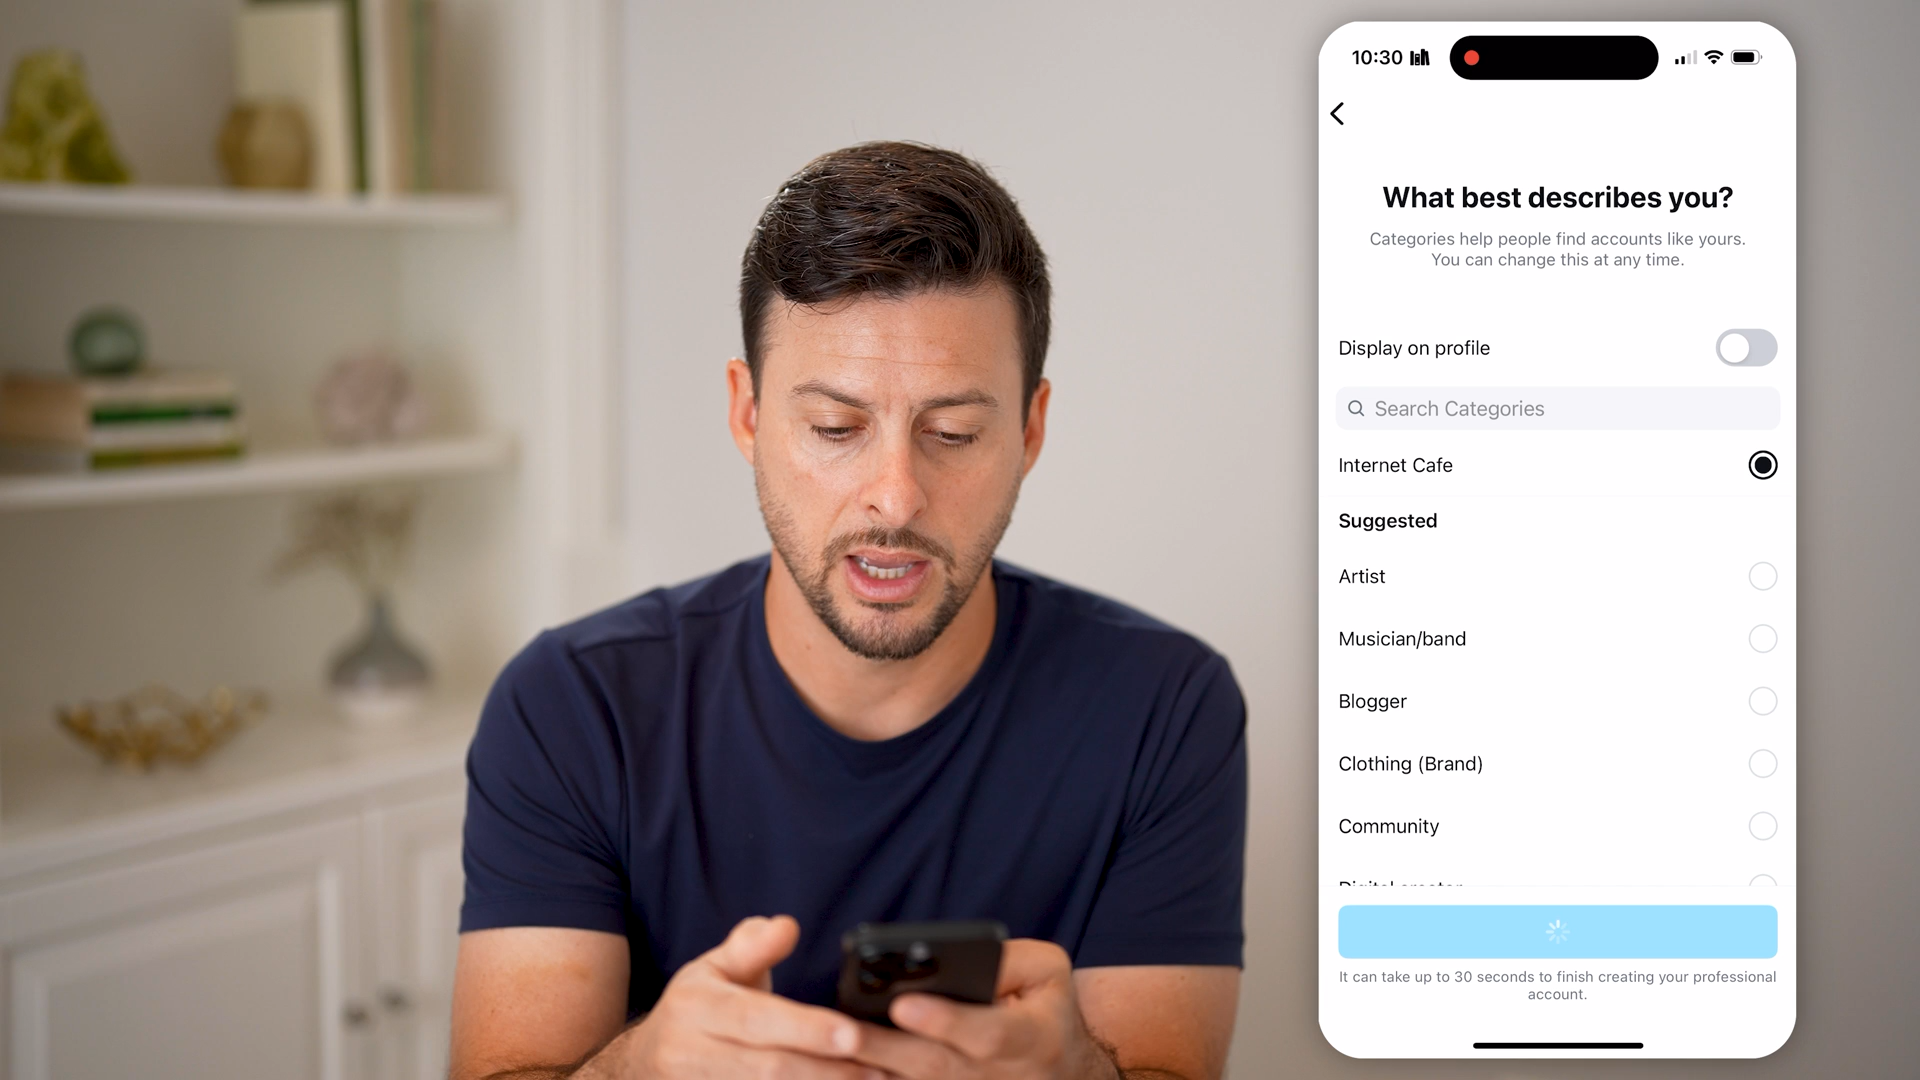 10:30
What best describes you?
Categories help people find accounts like yours.
You can change this at any time.
Display on profile
Search Categories
Internet Cafe
Suggested
Artist
Musician/band
Blogger
Clothing (Brand)
Community
Digital creator
It can take up to 30 seconds to finish creating your professional
account.